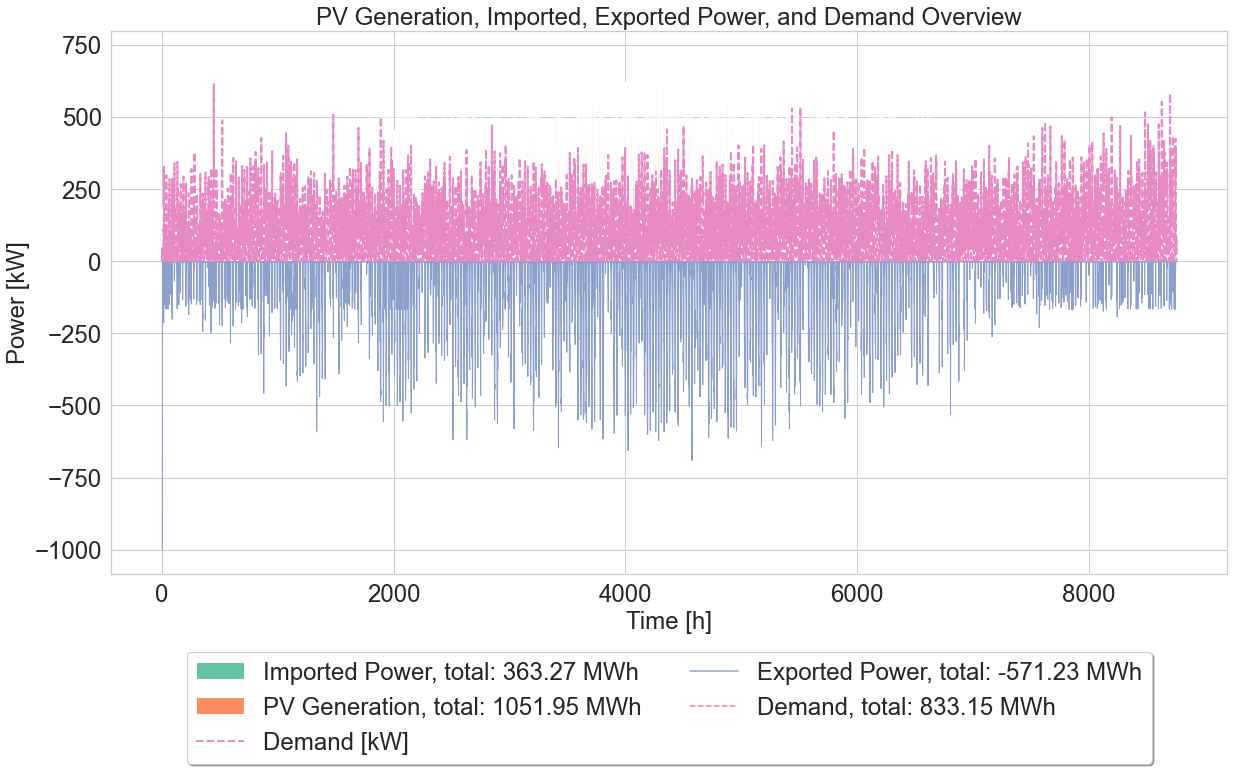 PV Generation, Imported, Exported Power, and Demand Overview
750
500
250
0
−250
−500
−750
−1000
Power [kW]
0 2000 4000 6000 8000
Time [h]
Imported Power, total: 363.27 MWh
PV Generation, total: 1051.95 MWh
Demand [kW]
Exported Power, total: -571.23 MWh
Demand, total: 833.15 MWh